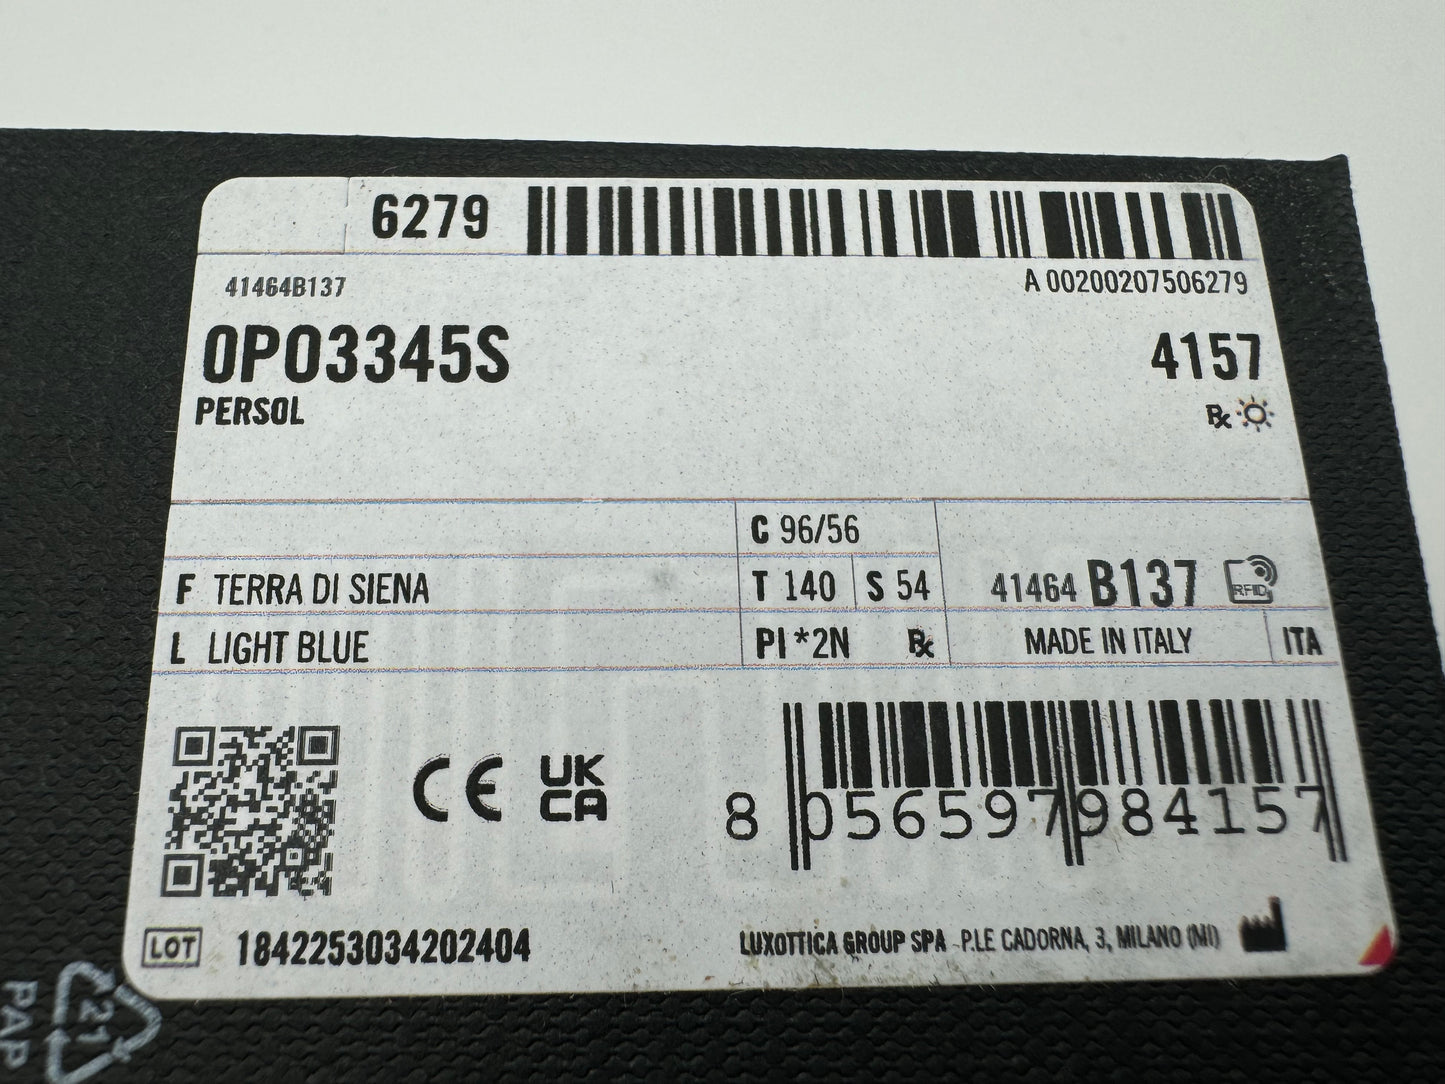 6279
41464B137
A 00200207506279
0PO3345S
4157
PERSOL
Rx
C 96/56
F TERRA DI SIENA
T 140
S 54
41464 B137
RFID
L LIGHT BLUE
PI *2N
Rx
MADE IN ITALY
ITA
CE
UK
CA
8 056597 984157
LOT
1842253034202404
LUXOTTICA GROUP SPA - P.LE CADORNA, 3, MILANO (MI)
21
PAP